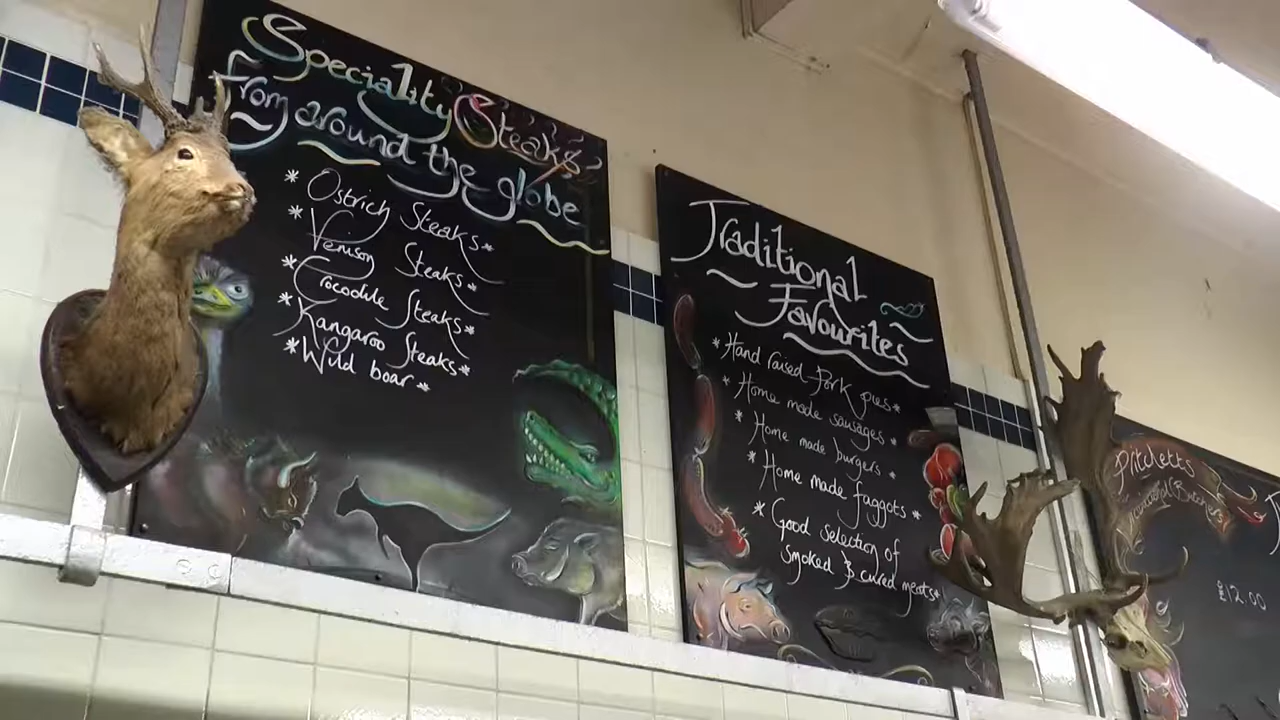 Speciality Steaks
from around the globe
* Ostrich Steaks *
* Venison Steaks *
* Crocodile Steaks *
* Kangaroo Steaks *
* Wild boar *
Traditional
Favourites
* Hand raised Pork pies *
* Home made sausages *
* Home made burgers *
* Home made faggots *
* Good selection of
smoked & cured meats *
Pritchetts
£12.00